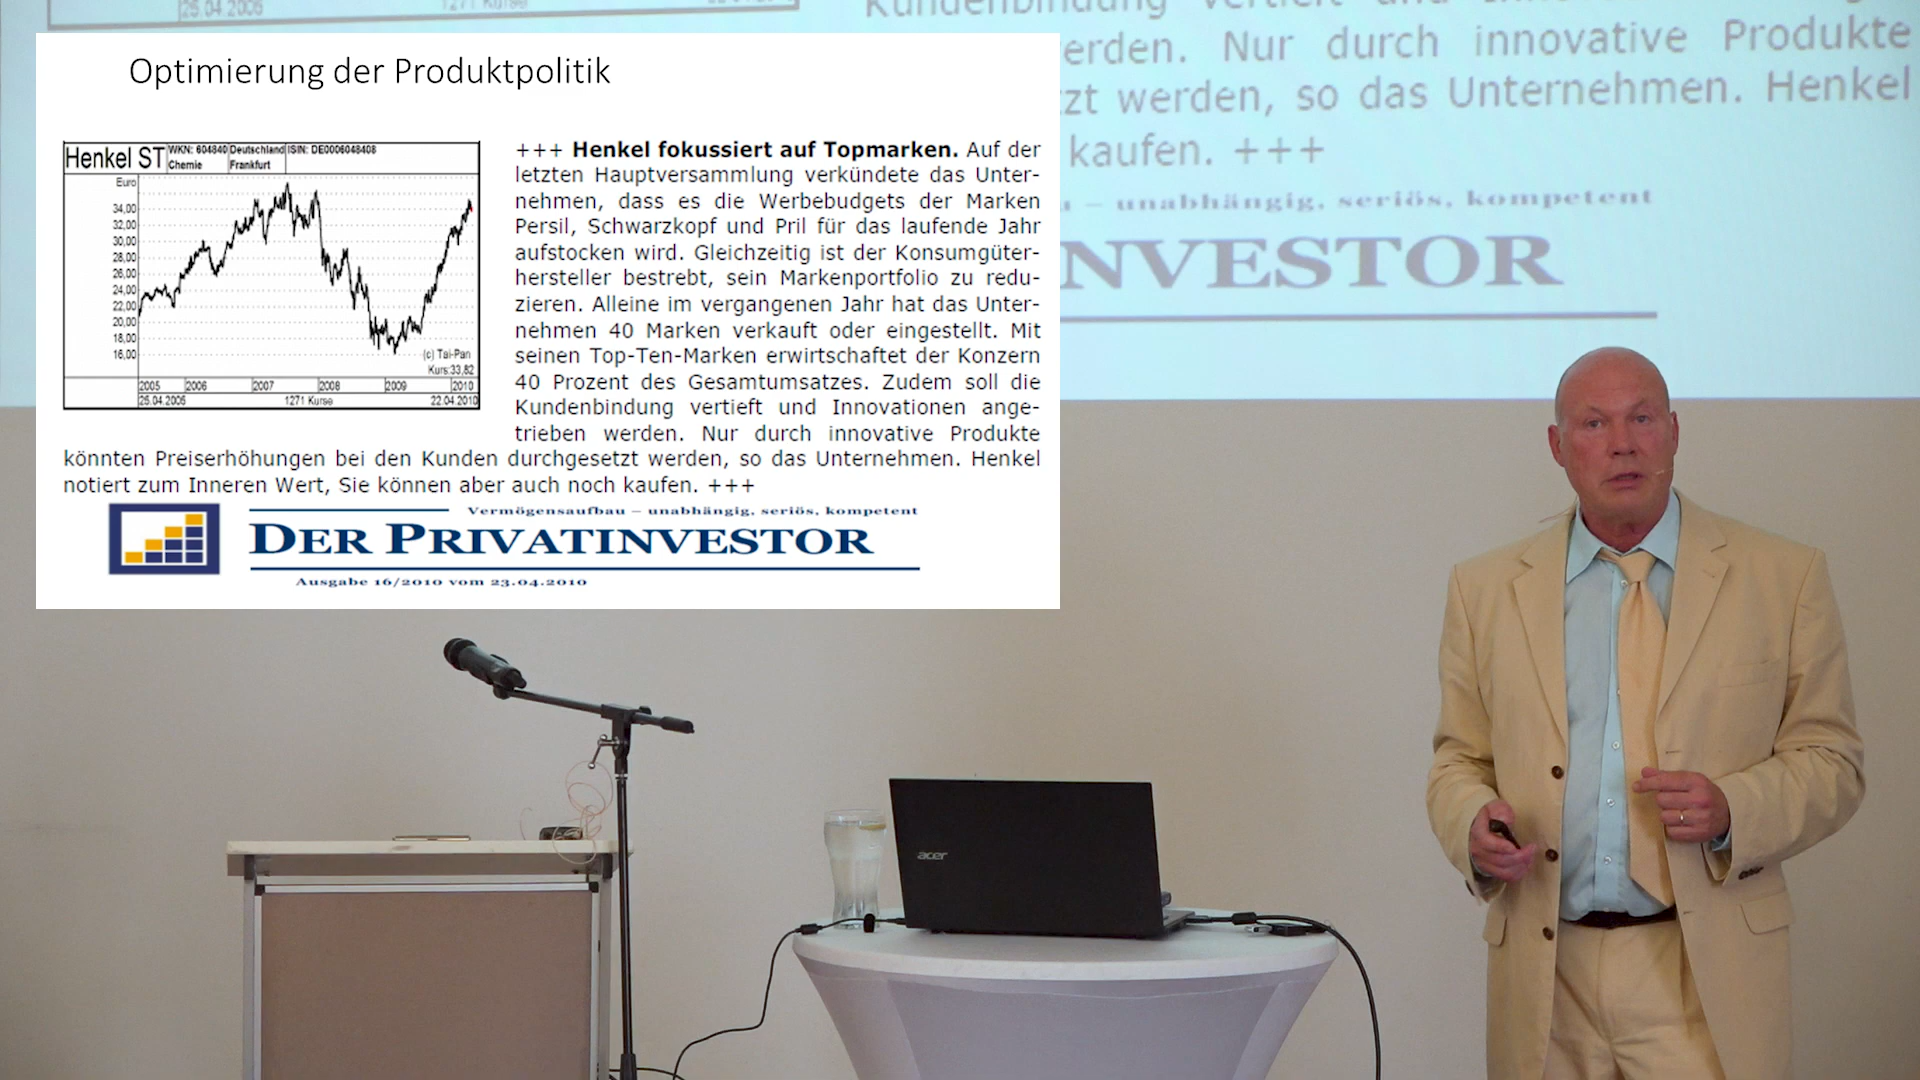 25.04.2005 1271 Kurse
Kundenbindung vertieft und
erden. Nur durch innovative Produkte
zt werden, so das Unternehmen. Henkel
kaufen. +++
– unabhängig, seriös, kompetent
NVESTOR
Optimierung der Produktpolitik
Henkel ST WKN: 604840 Deutschland ISIN: DE0006048408
Chemie Frankfurt
Euro
34,00
32,00
30,00
28,00
26,00
24,00
22,00
20,00
18,00
16,00
(c) Tai-Pan
Kurs:33,82
2005 2006 2007 2008 2009 2010
25.04.2005 1271 Kurse 22.04.2010
+++ Henkel fokussiert auf Topmarken. Auf der
letzten Hauptversammlung verkündete das Unter-
nehmen, dass es die Werbebudgets der Marken
Persil, Schwarzkopf und Pril für das laufende Jahr
aufstocken wird. Gleichzeitig ist der Konsumgüter-
hersteller bestrebt, sein Markenportfolio zu redu-
zieren. Alleine im vergangenen Jahr hat das Unter-
nehmen 40 Marken verkauft oder eingestellt. Mit
seinen Top-Ten-Marken erwirtschaftet der Konzern
40 Prozent des Gesamtumsatzes. Zudem soll die
Kundenbindung vertieft und Innovationen ange-
trieben werden. Nur durch innovative Produkte
könnten Preiserhöhungen bei den Kunden durchgesetzt werden, so das Unternehmen. Henkel
notiert zum Inneren Wert, Sie können aber auch noch kaufen. +++
Vermögensaufbau – unabhängig, seriös, kompetent
DER PRIVATINVESTOR
Ausgabe 16/2010 vom 23.04.2010
acer